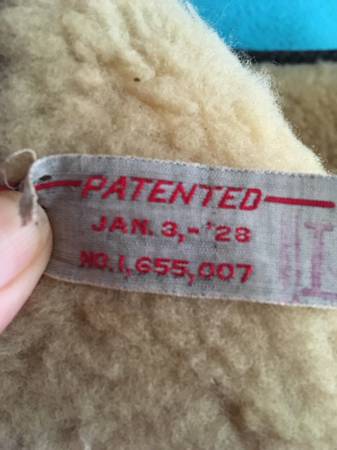 PATENTED
JAN. 3,-'28
NO. 1,655,007